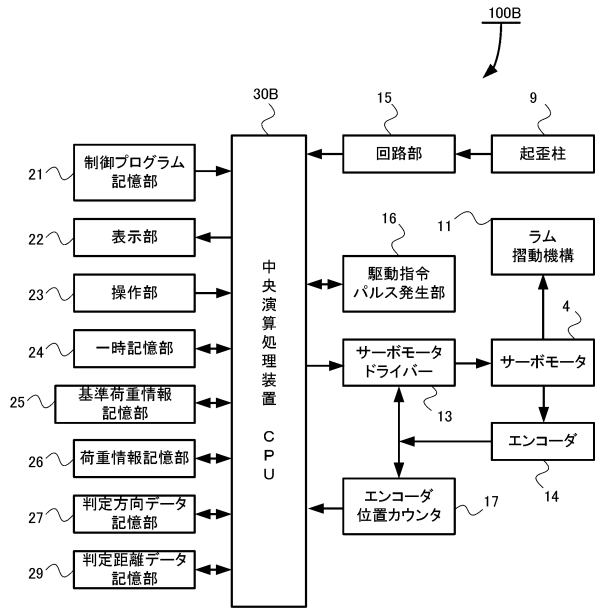 100B
30B
15
9
制御プログラム
記憶部
21
回路部
起歪柱
表示部
22
16
11
ラム
摺動機構
駆動指令
パルス発生部
操作部
23
中央演算処理装置 CPU
一時記憶部
24
サーボモータ
ドライバー
13
4
サーボモータ
基準荷重情報
記憶部
25
エンコーダ
14
荷重情報記憶部
26
エンコーダ
位置カウンタ
17
判定方向データ
記憶部
27
判定距離データ
記憶部
29